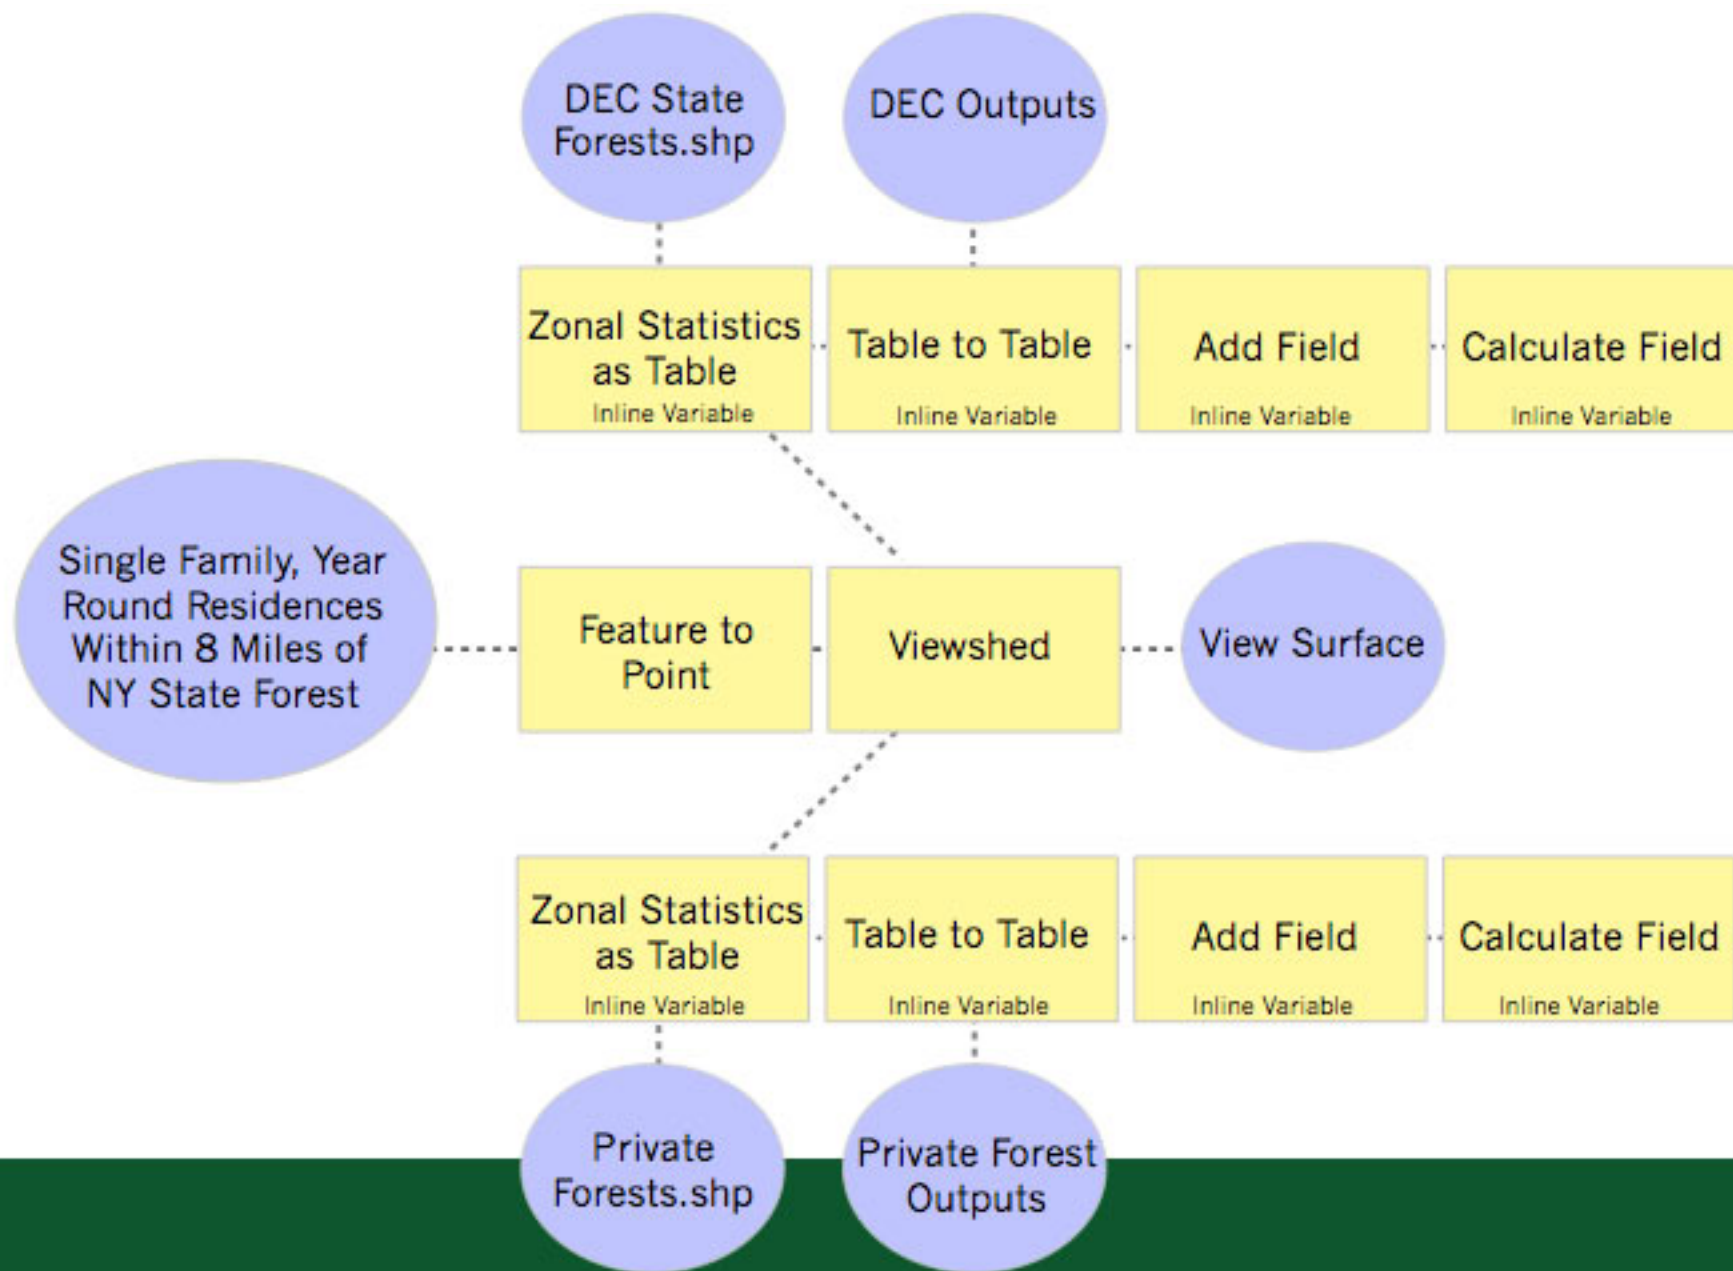 DEC State
Forests.shp
DEC Outputs
Zonal Statistics
as Table
Inline Variable
Table to Table
Inline Variable
Add Field
Inline Variable
Calculate Field
Inline Variable
Single Family, Year
Round Residences
Within 8 Miles of
NY State Forest
Feature to
Point
Viewshed
View Surface
Zonal Statistics
as Table
Inline Variable
Table to Table
Inline Variable
Add Field
Inline Variable
Calculate Field
Inline Variable
Private
Forests.shp
Private Forest
Outputs